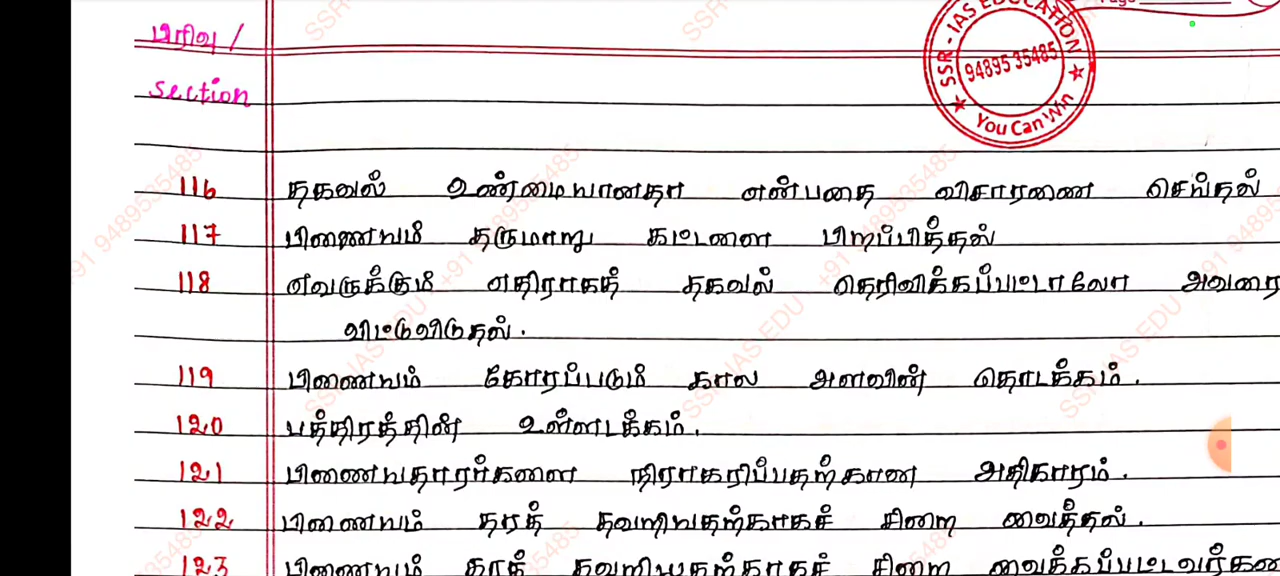 பிரிவு /
section
SSR - IAS EDUCATION
94895 35485
You Can Win
116 தகவல் உண்மையானதா என்பதை விசாரணை செய்தல்
117 பிணையம் தருமாறு கட்டளை பிறப்பித்தல்
118 எவருக்கும் எதிராகத் தகவல் தெரிவிக்கப்பட்டாலோ அவரை
விட்டுவிடுதல்.
119 பிணையம் கோரப்படும் கால அளவின் தொடக்கம்.
120 பத்திரத்தின் உள்ளடக்கம்.
121 பிணையதாரர்களை நிராகரிப்பதற்கான அதிகாரம்.
122 பிணையம் தரத் தவறியதற்காகச் சிறை வைத்தல்.
123 பிணையம் தரத் தவறியதற்காகச் சிறை வைக்கப்பட்டவர்களை